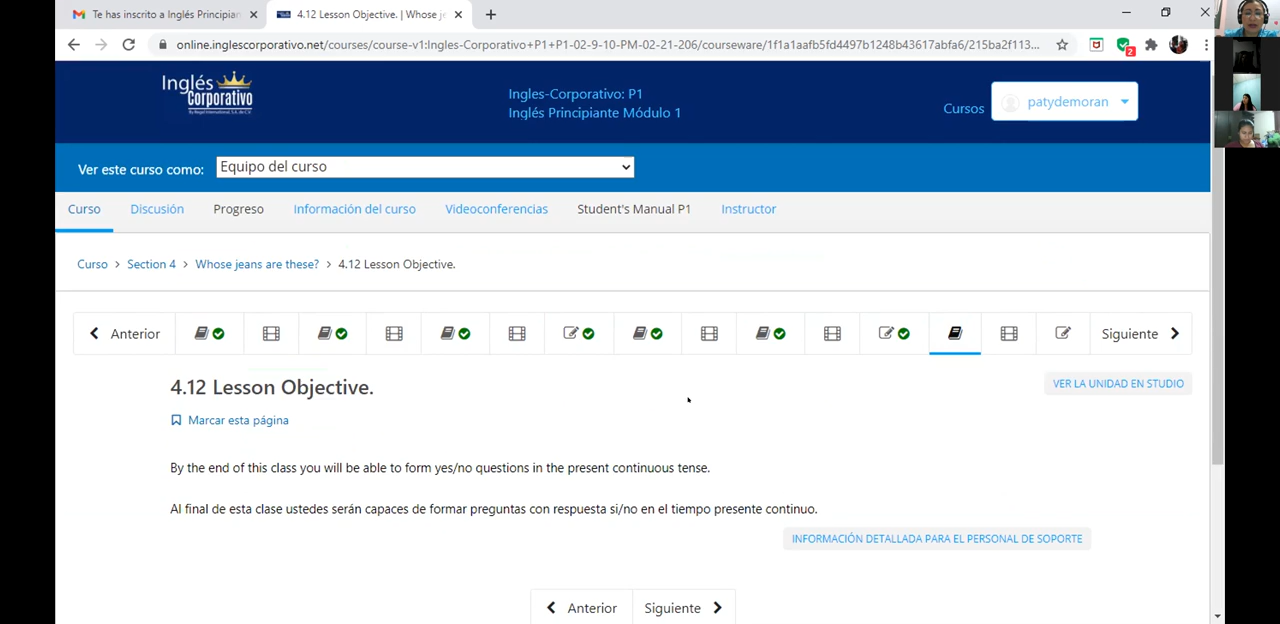 Te has inscrito a Inglés Principian
4.12 Lesson Objective. | Whose je
online.inglescorporativo.net/courses/course-v1:Ingles-Corporativo+P1+P1-02-9-10-PM-02-21-206/courseware/1f1a1aafb5fd4497b1248b43617abfa6/215ba2f113...
2
Inglés
Corporativo
Ingles-Corporativo: P1
Inglés Principiante Módulo 1
Cursos
patydemoran
Ver este curso como:
Equipo del curso
Curso
Discusión
Progreso
Información del curso
Videoconferencias
Student's Manual P1
Instructor
Curso > Section 4 > Whose jeans are these? > 4.12 Lesson Objective.
Anterior
Siguiente
4.12 Lesson Objective.
VER LA UNIDAD EN STUDIO
Marcar esta página
By the end of this class you will be able to form yes/no questions in the present continuous tense.
Al final de esta clase ustedes serán capaces de formar preguntas con respuesta si/no en el tiempo presente continuo.
INFORMACIÓN DETALLADA PARA EL PERSONAL DE SOPORTE
Anterior
Siguiente